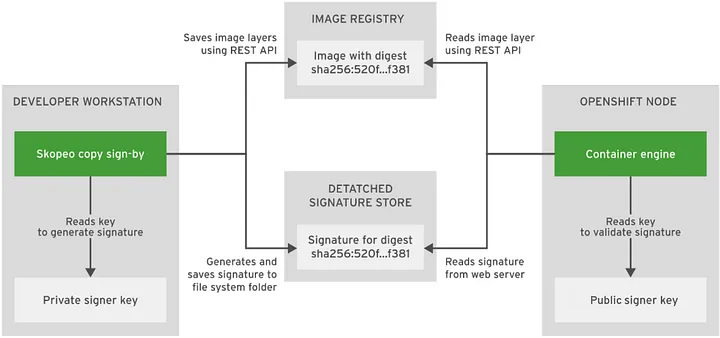 IMAGE REGISTRY
Saves image layers
using REST API
Image with digest
sha256:520f...f381
Reads image layer
using REST API
DEVELOPER WORKSTATION
Skopeo copy sign-by
Reads key
to generate signature
Private signer key
OPENSHIFT NODE
Container engine
Reads key
to validate signature
Public signer key
DETATCHED
SIGNATURE STORE
Signature for digest
sha256:520f...f381
Generates and
saves signature to
file system folder
Reads signature
from web server